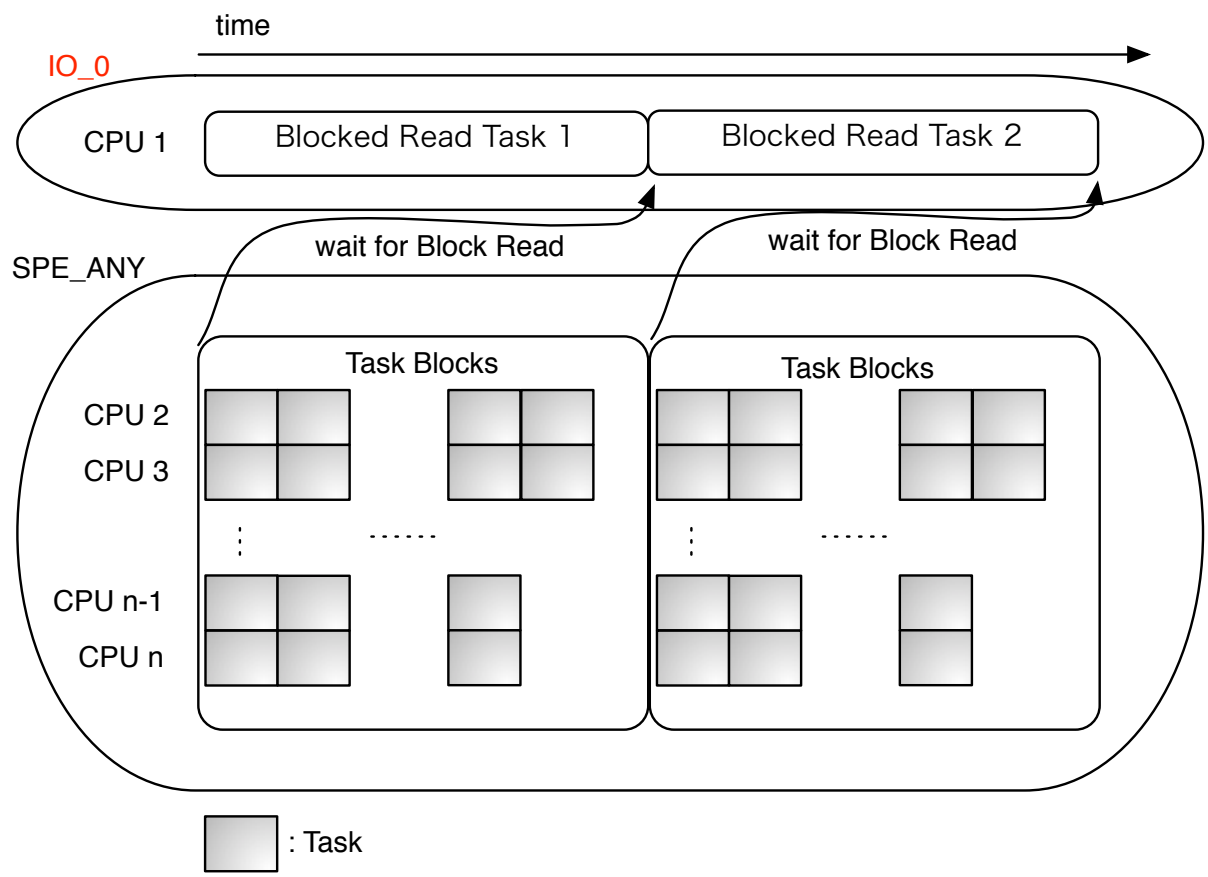 time
IO_0
CPU 1
Blocked Read Task 1
Blocked Read Task 2
wait for Block Read
wait for Block Read
SPE_ANY
Task Blocks
Task Blocks
CPU 2
CPU 3
CPU n-1
CPU n
: Task